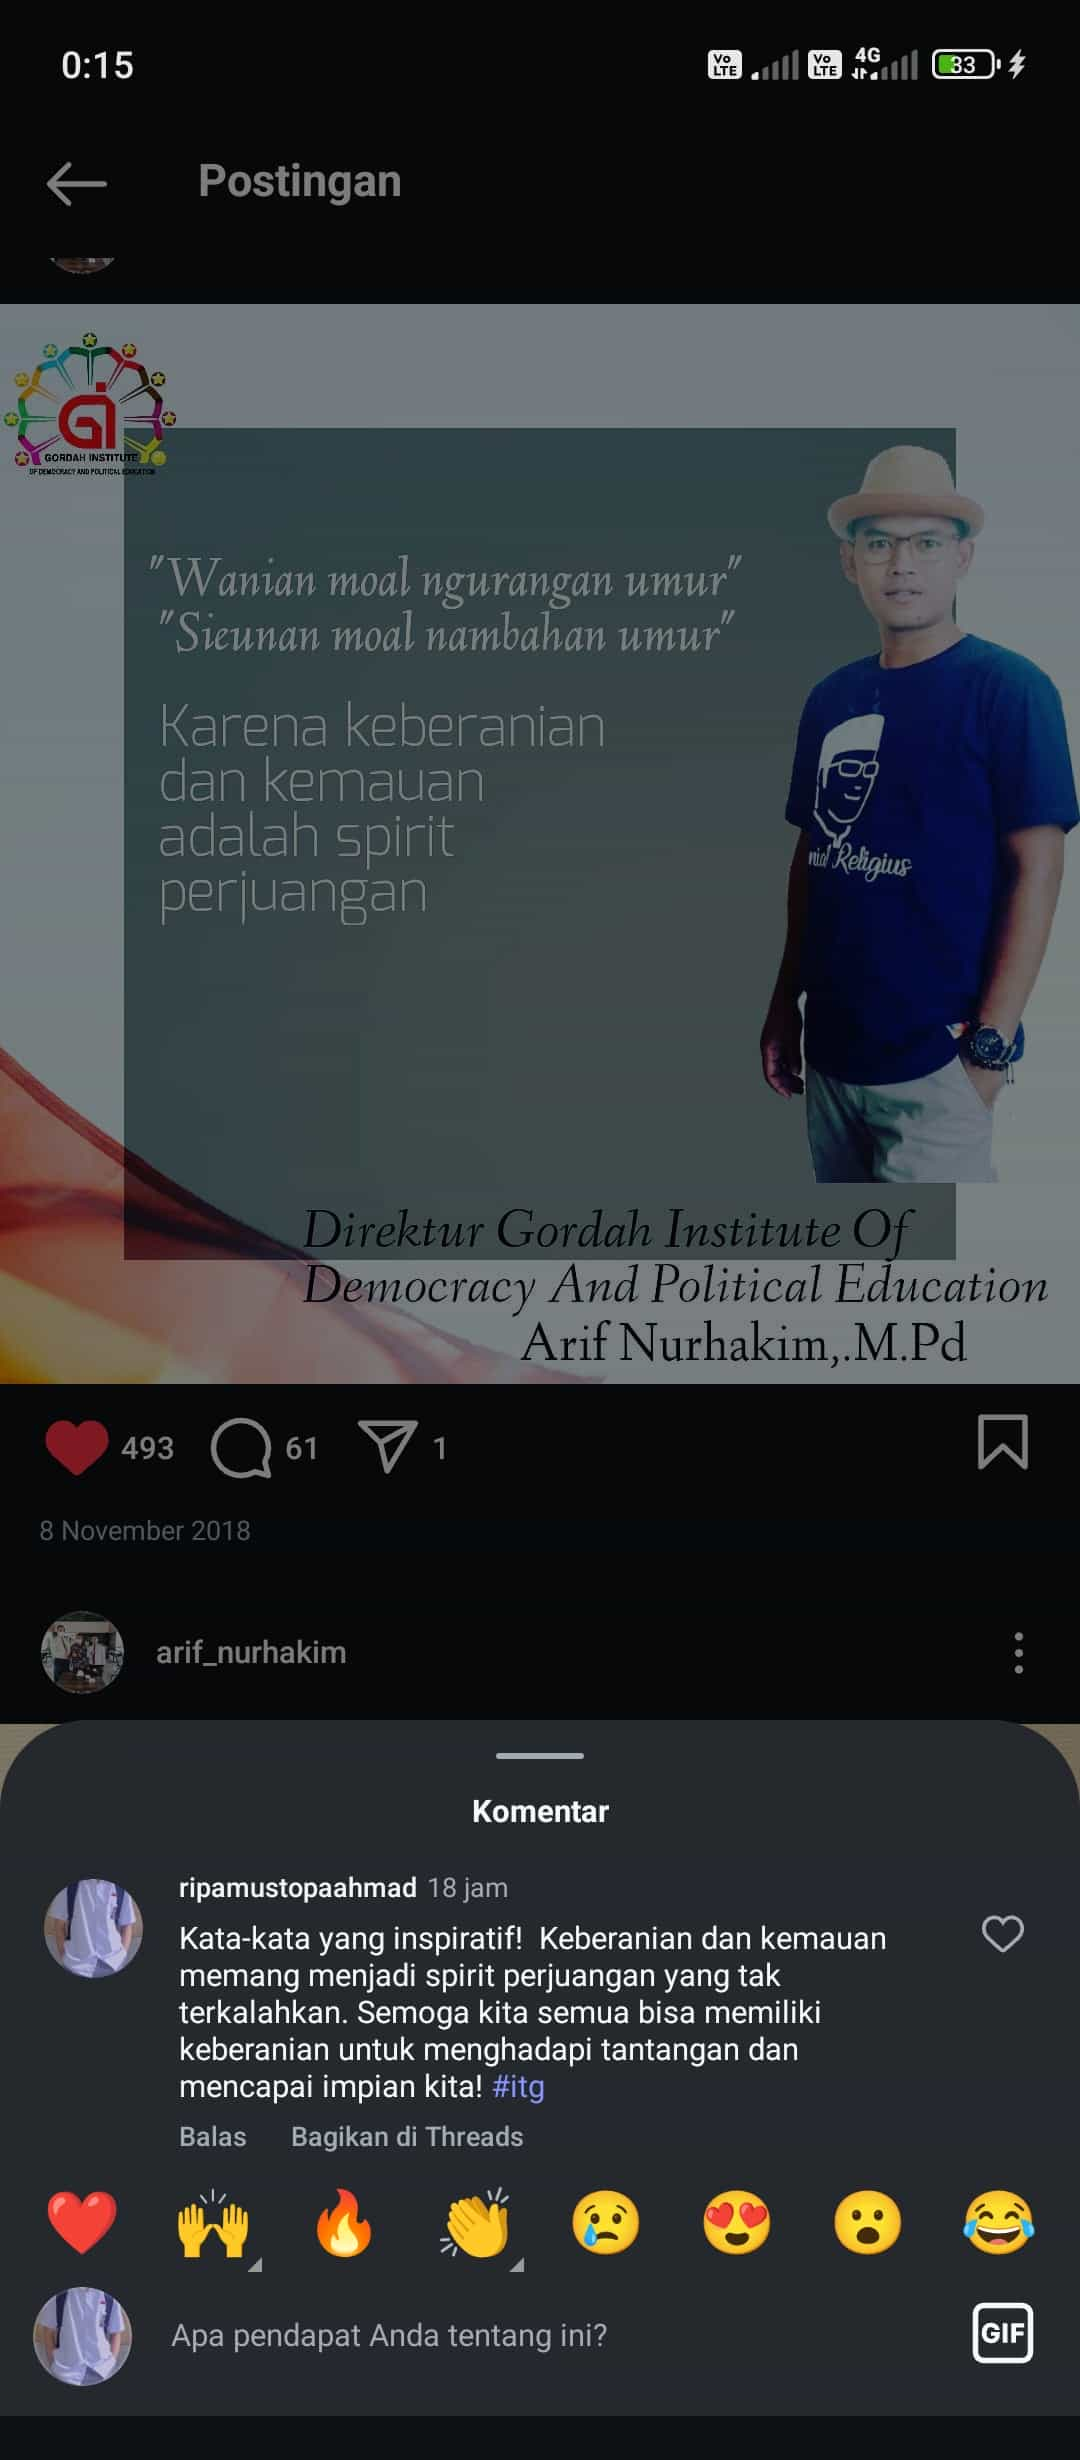 0:15
Vo LTE
Vo LTE
4G
33
Postingan
GI
GORDAH INSTITUTE
OF DEMOCRACY AND POLITICAL EDUCATION
"Wanian moal ngurangan umur"
"Sieunan moal nambahan umur"
Karena keberanian
dan kemauan
adalah spirit
perjuangan
Religius
Direktur Gordah Institute Of
Democracy And Political Education
Arif Nurhakim,.M.Pd
493
61
1
8 November 2018
arif_nurhakim
Komentar
ripamustopaahmad 18 jam
Kata-kata yang inspiratif! Keberanian dan kemauan
memang menjadi spirit perjuangan yang tak
terkalahkan. Semoga kita semua bisa memiliki
keberanian untuk menghadapi tantangan dan
mencapai impian kita! #itg
Balas Bagikan di Threads
Apa pendapat Anda tentang ini?
GIF